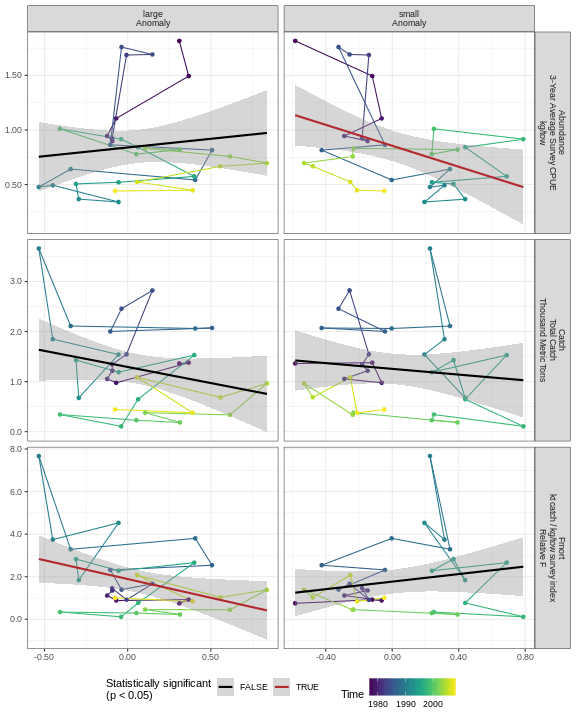 large
Anomaly
small
Anomaly
1.50
1.00
0.50
Abundance
3-Year Average Survey CPUE
kg/tow
3.0
2.0
1.0
0.0
Catch
Total Catch
Thousand Metric Tons
8.0
6.0
4.0
2.0
0.0
Fmort
kt catch / kg/tow survey index
Relative F
-0.50
0.00
0.50
-0.40
0.00
0.40
0.80
Statistically significant
(p < 0.05)
FALSE
TRUE
Time
1980
1990
2000